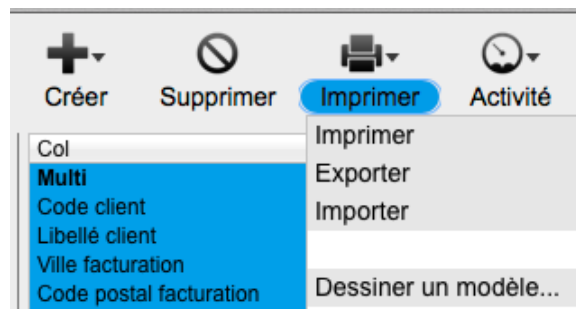 Créer Supprimer Imprimer Activité
Col
Multi
Code client
Libellé client
Ville facturation
Code postal facturation
Imprimer
Exporter
Importer
Dessiner un modèle...